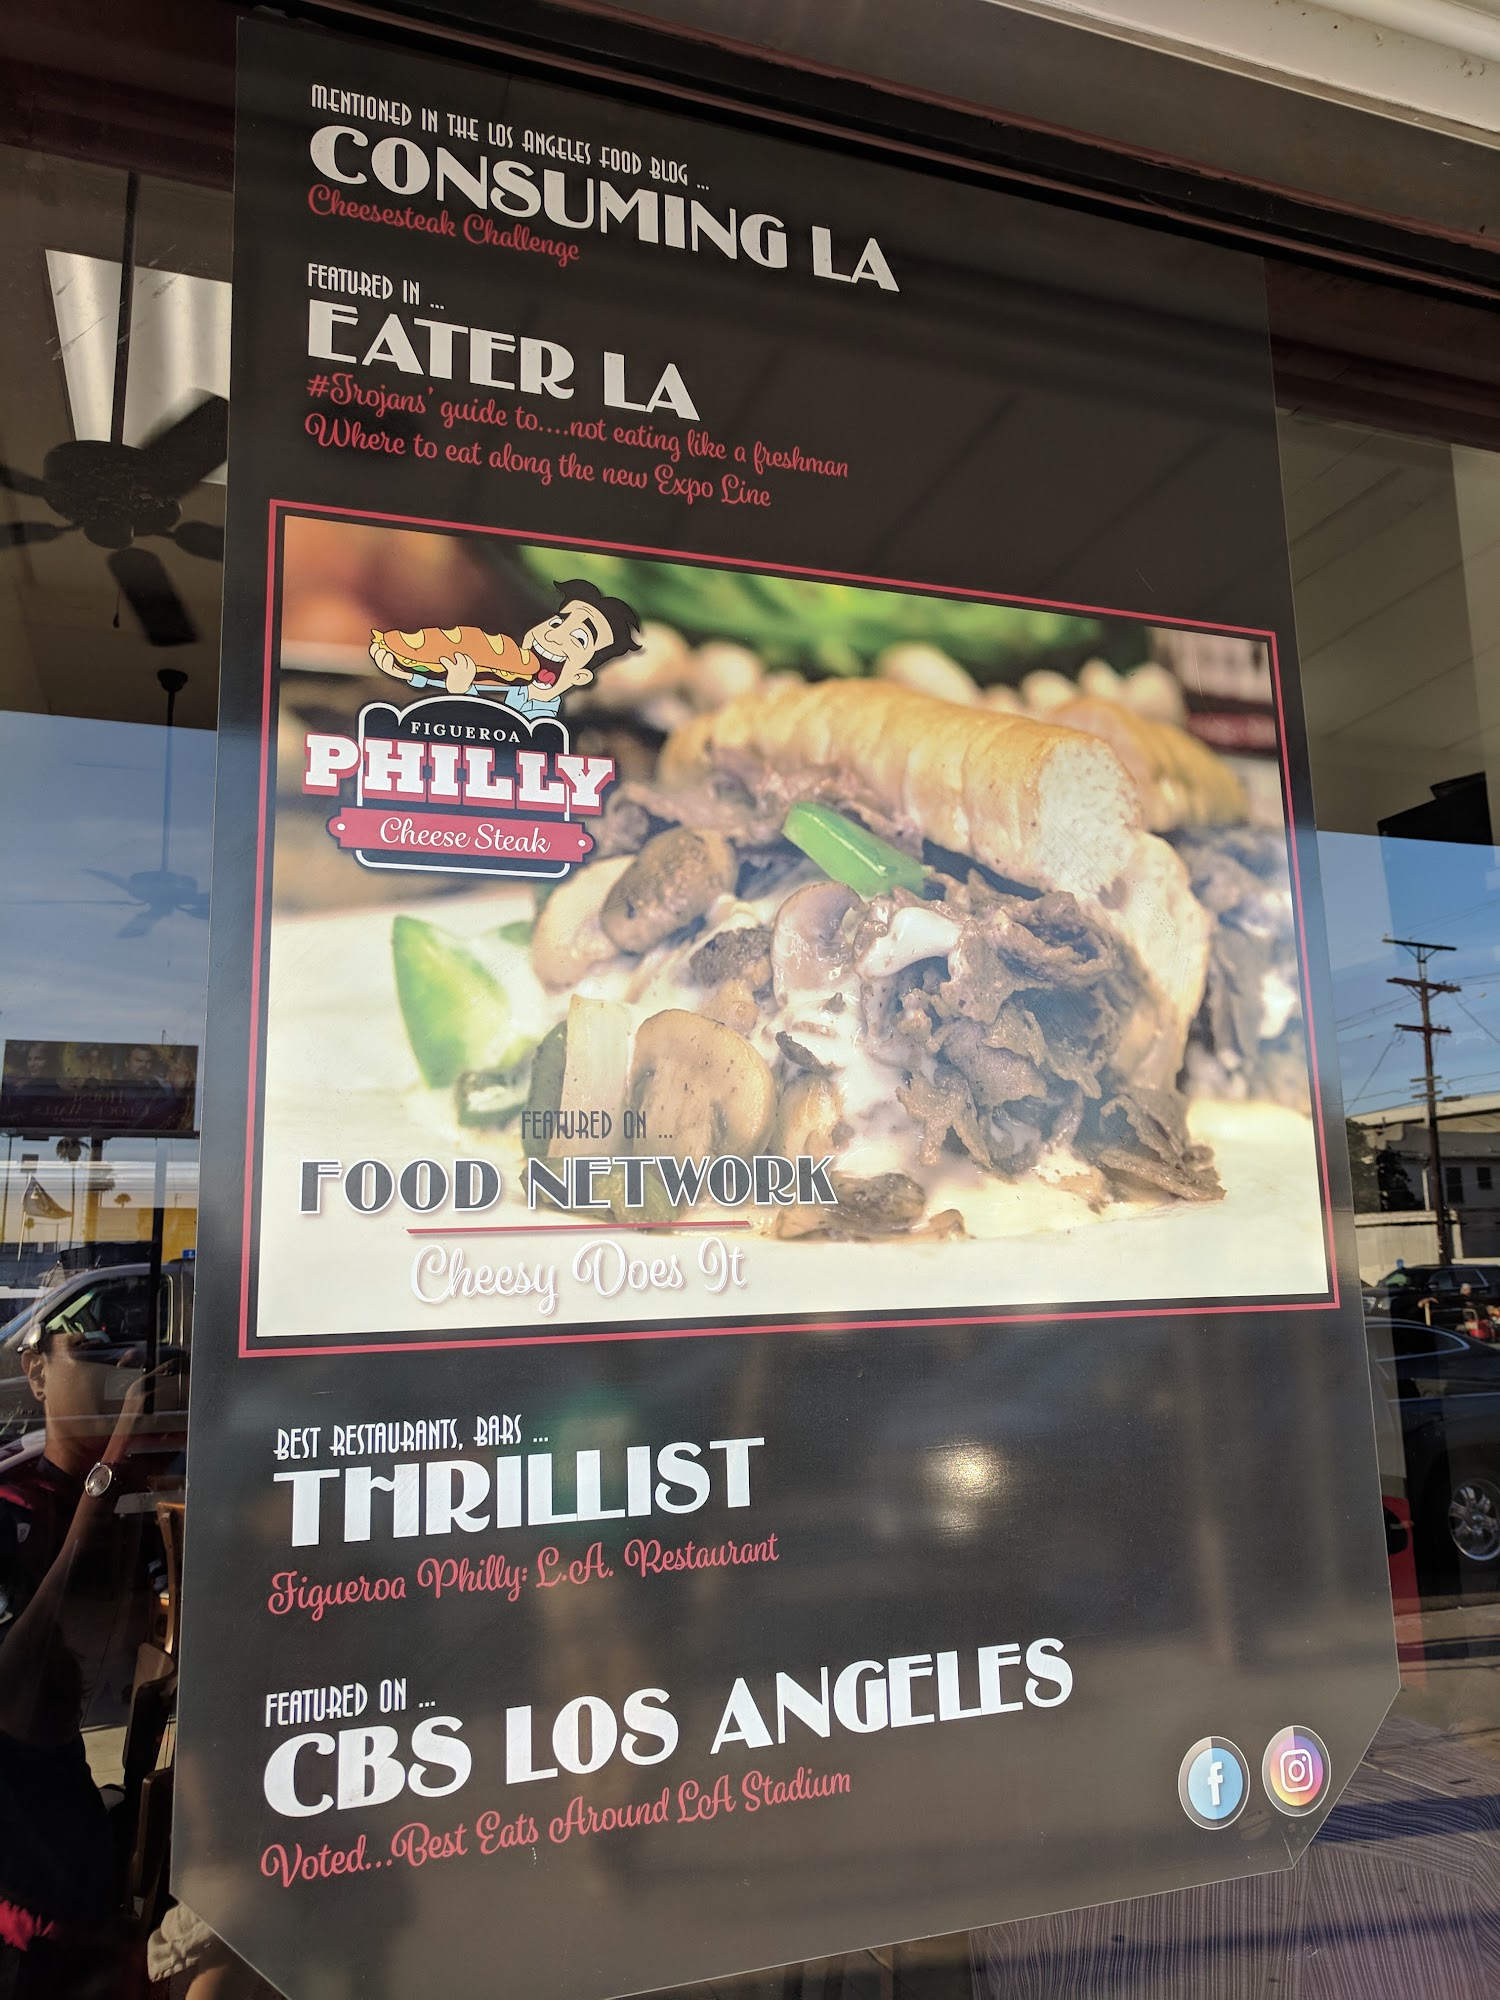 MENTIONED IN THE LOS ANGELES FOOD BLOG ...
CONSUMING LA
Cheesesteak Challenge
FEATURED IN ...
EATER LA
#Trojans' guide to....not eating like a freshman
Where to eat along the new Expo Line
FIGUEROA
PHILLY
Cheese Steak
FEATURED ON ...
FOOD NETWORK
Cheesy Does It
BEST RESTAURANTS, BARS ...
THRILLIST
Figueroa Philly: L.A. Restaurant
FEATURED ON ...
CBS LOS ANGELES
Voted...Best Eats Around LA Stadium
f